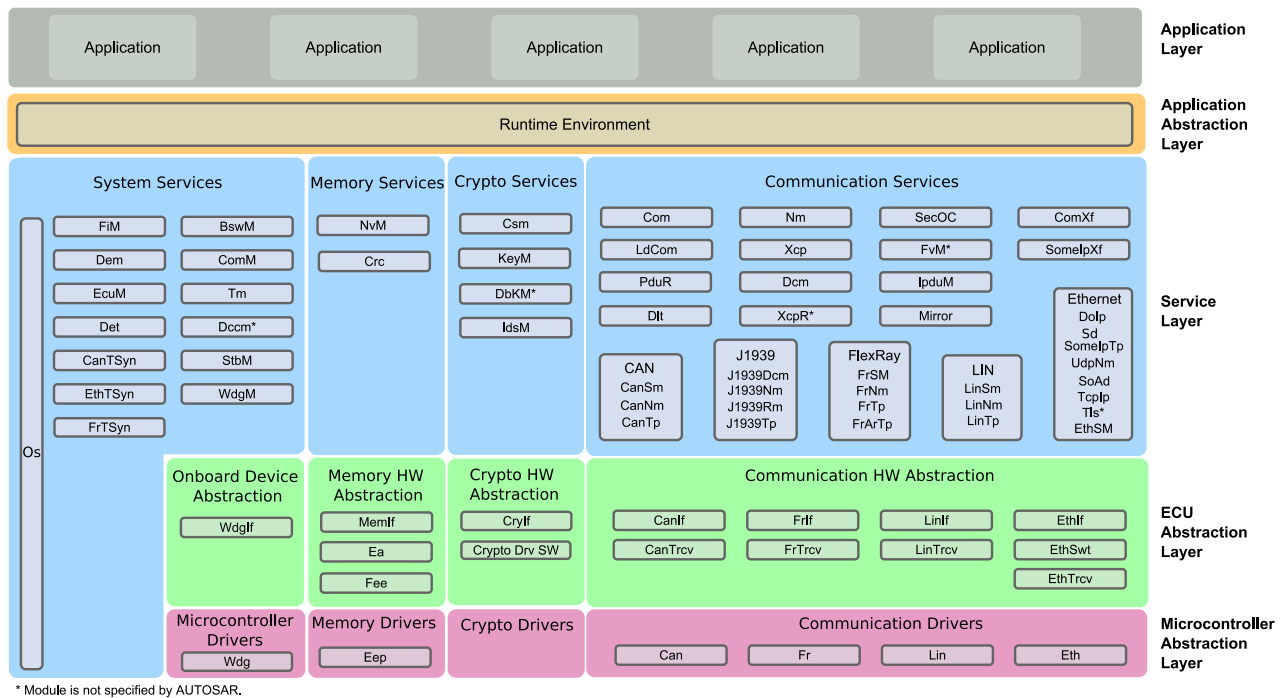 Application
Application
Application
Application
Application
Application
Layer
Runtime Environment
Application
Abstraction
Layer
System Services
Os
FiM
BswM
Dem
ComM
EcuM
Tm
Det
Dccm*
CanTSyn
StbM
EthTSyn
WdgM
FrTSyn
Memory Services
NvM
Crc
Crypto Services
Csm
KeyM
DbKM*
IdsM
Communication Services
Com
Nm
SecOC
ComXf
LdCom
Xcp
FvM*
SomeIpXf
PduR
Dcm
IpduM
Dlt
XcpR*
Mirror
CAN
CanSm
CanNm
CanTp
J1939
J1939Dcm
J1939Nm
J1939Rm
J1939Tp
FlexRay
FrSM
FrNm
FrTp
FrArTp
LIN
LinSm
LinNm
LinTp
Ethernet
DoIp
Sd
SomeIpTp
UdpNm
SoAd
TcpIp
Tls*
EthSM
Service
Layer
Onboard Device
Abstraction
WdgIf
Memory HW
Abstraction
MemIf
Ea
Fee
Crypto HW
Abstraction
CryIf
Crypto Drv SW
Communication HW Abstraction
CanIf
FrIf
LinIf
EthIf
CanTrcv
FrTrcv
LinTrcv
EthSwt
EthTrcv
ECU
Abstraction
Layer
Microcontroller
Drivers
Wdg
Memory Drivers
Eep
Crypto Drivers
Communication Drivers
Can
Fr
Lin
Eth
Microcontroller
Abstraction
Layer
* Module is not specified by AUTOSAR.